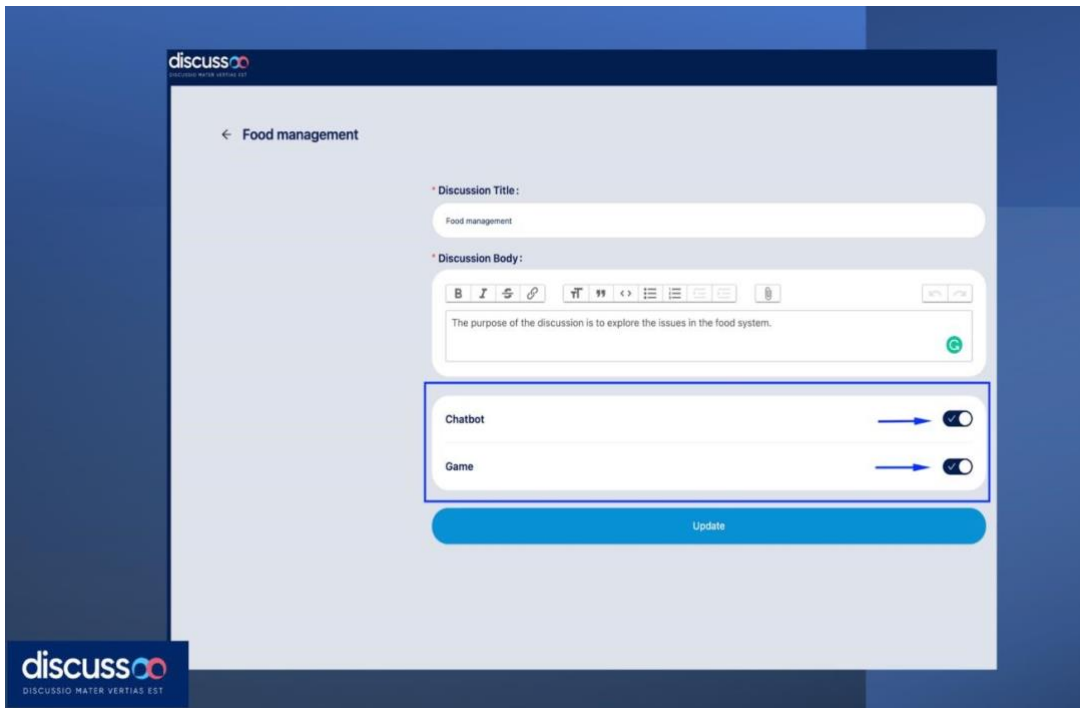 discuss
DISCUSSIO MATER VERTIAS EST
Food management
* Discussion Title :
Food management
* Discussion Body :
The purpose of the discussion is to explore the issues in the food system.
Chatbot
Game
Update
discuss
DISCUSSIO MATER VERTIAS EST